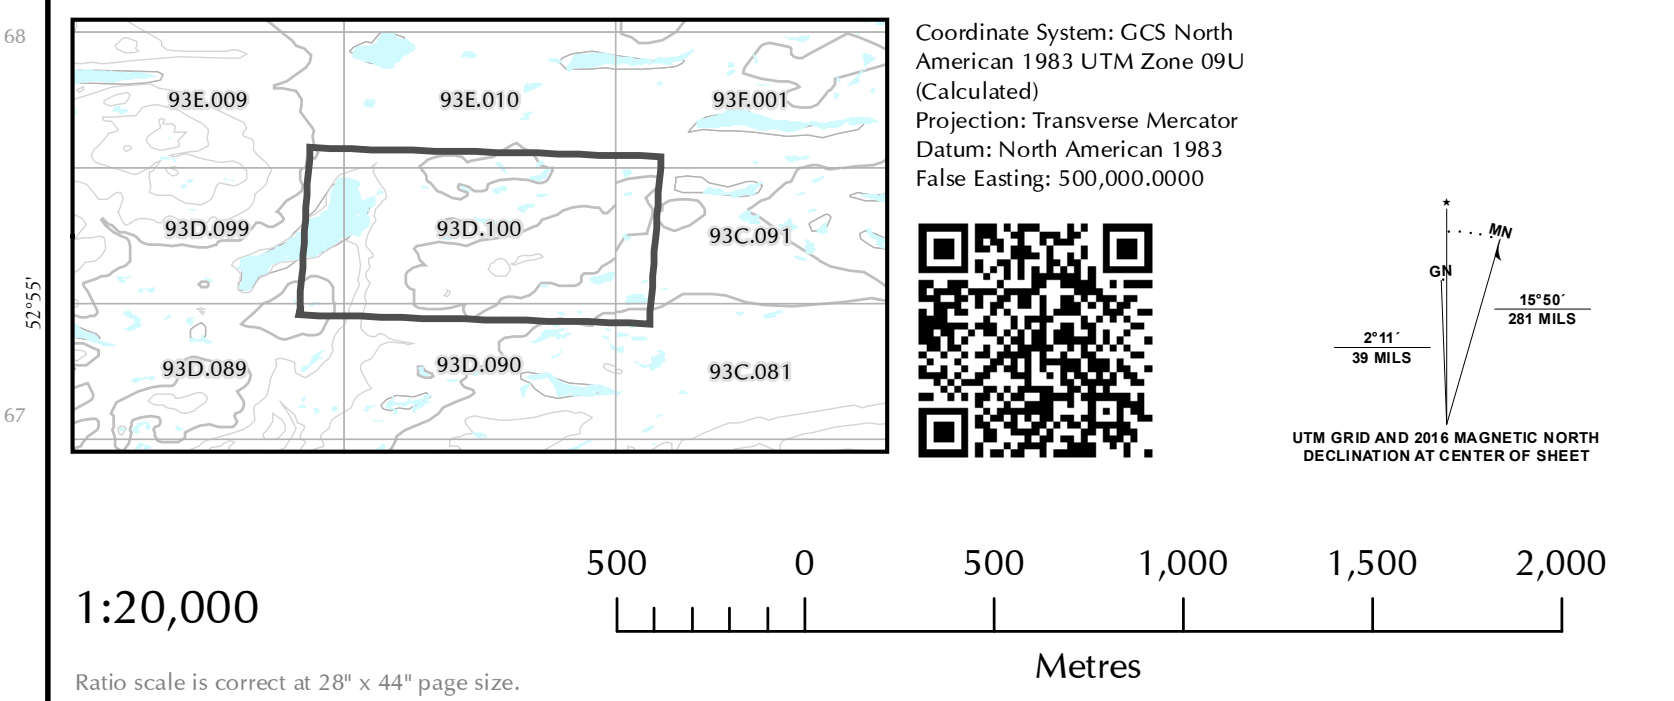 68
93E.009
93E.010
93F.001
93D.099
93D.100
93C.091
93D.089
93D.090
93C.081
52°55'
67
Coordinate System: GCS North
American 1983 UTM Zone 09U
(Calculated)
Projection: Transverse Mercator
Datum: North American 1983
False Easting: 500,000.0000
MN
GN
15°50´
281 MILS
2°11´
39 MILS
UTM GRID AND 2016 MAGNETIC NORTH
DECLINATION AT CENTER OF SHEET
1:20,000
500 0 500 1,000 1,500 2,000
Metres
Ratio scale is correct at 28" x 44" page size.